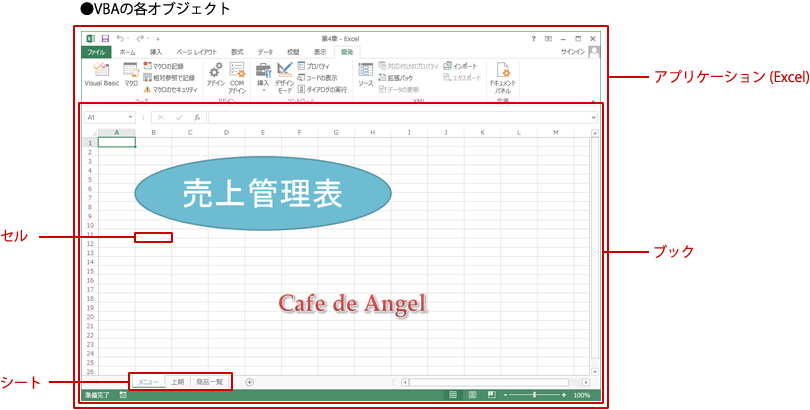 ●VBAの各オブジェクト
第4章 - Excel
ファイル ホーム 挿入 ページレイアウト 数式 データ 校閲 表示 開発 サインイン
Visual Basic マクロ マクロの記録 相対参照で記録 マクロのセキュリティ
コード
アドイン COM アドイン
アドイン
挿入 デザイン モード プロパティ コードの表示 ダイアログの実行
コントロール
ソース 対応付けのプロパティ 拡張パック データの更新 インポート エクスポート
XML
ドキュメント パネル
変更
アプリケーション (Excel)
A1
fx
A B C D E F G H I J K L M
1
2
3
4
5
6
7
8
9
10
11
12
13
14
15
16
17
18
19
20
21
22
23
24
25
26
売上管理表
セル
ブック
Cafe de Angel
シート
メニュー 上期 商品一覧
準備完了 100%